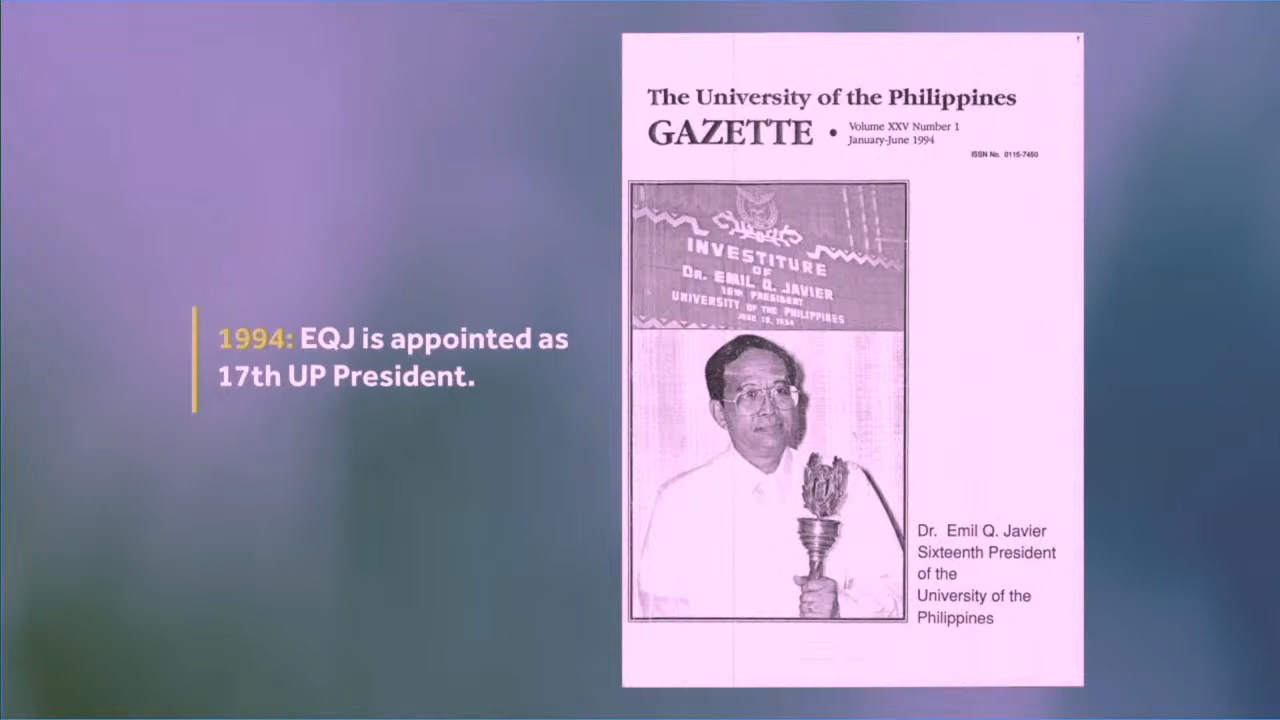 1994: EQJ is appointed as
17th UP President.
The University of the Philippines
GAZETTE •
Volume XXV Number 1
January-June 1994
ISSN No. 0115-7450
INVESTITURE
OF
DR. EMIL Q. JAVIER
16TH PRESIDENT
UNIVERSITY OF THE PHILIPPINES
Dr. Emil Q. Javier
Sixteenth President
of the
University of the
Philippines